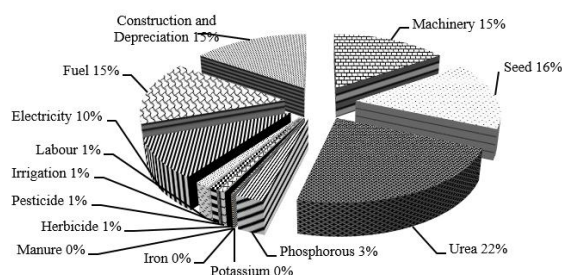 Construction and
Depreciation 15%
Machinery 15%
Fuel 15%
Seed 16%
Electricity 10%
Labour 1%
Irrigation 1%
Pesticide 1%
Herbicide 1%
Manure 0%
Iron 0%
Potassium 0%
Phosphorous 3%
Urea 22%